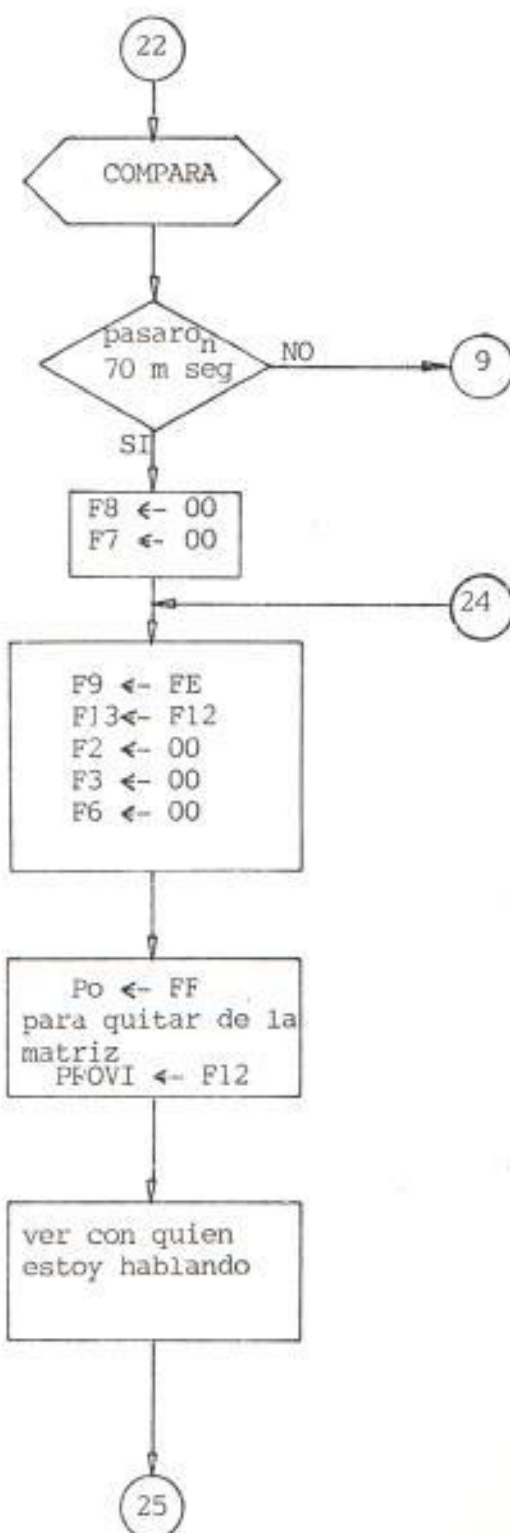 22
COMPARA
pasaron
70 m seg
NO
9
SI
F8 <- 00
F7 <- 00
24
F9 <- FE
F13<- F12
F2 <- 00
F3 <- 00
F6 <- 00
Po <- FF
para quitar de la
matriz
PROVI <- F12
ver con quien
estoy hablando
25